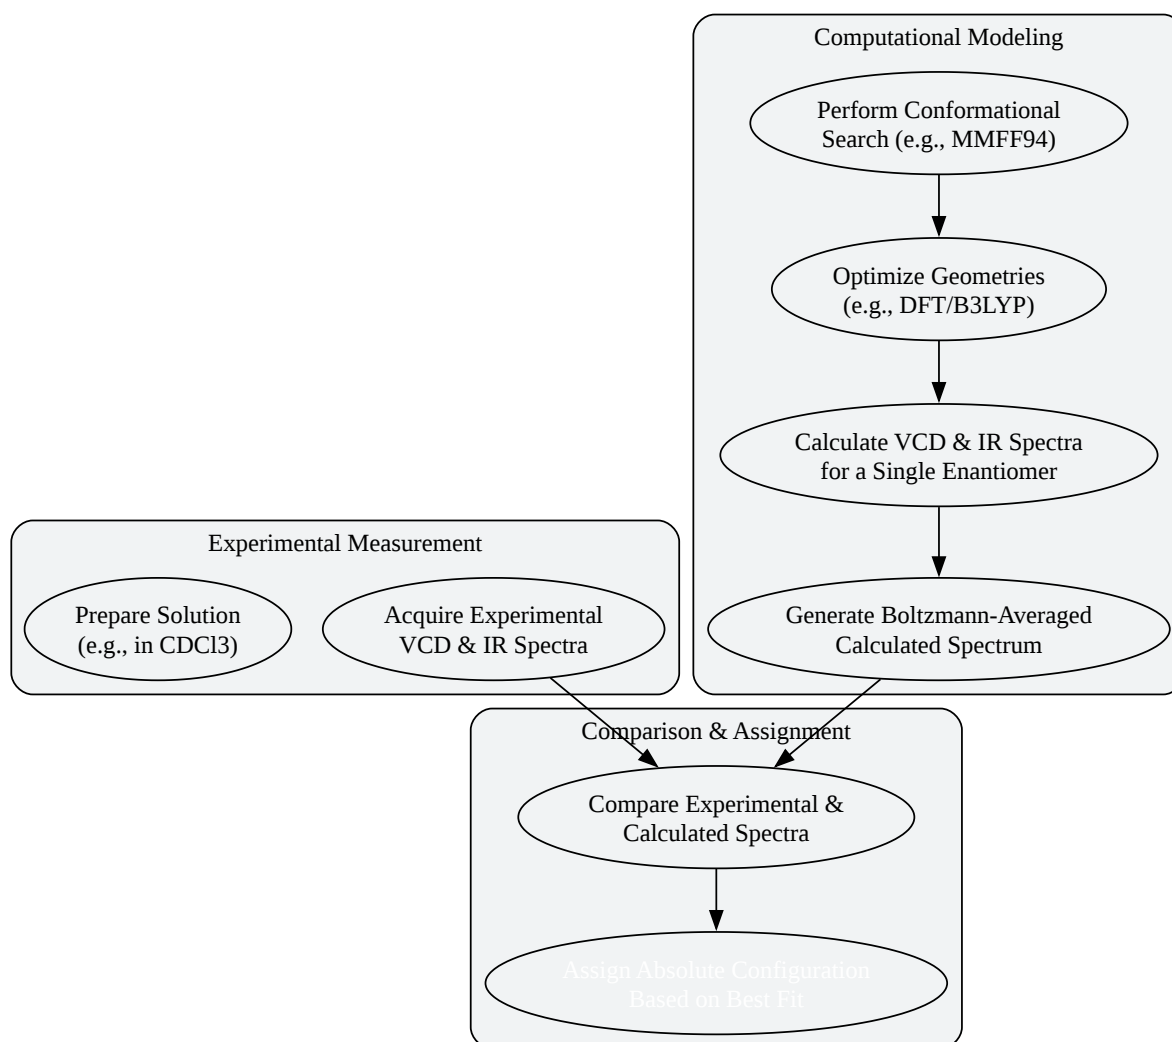 Computational Modeling
Perform Conformational
Search (e.g., MMFF94)
Optimize Geometries
(e.g., DFT/B3LYP)
Calculate VCD & IR Spectra
for a Single Enantiomer
Generate Boltzmann-Averaged
Calculated Spectrum
Experimental Measurement
Prepare Solution
(e.g., in CDCl3)
Acquire Experimental
VCD & IR Spectra
Comparison & Assignment
Compare Experimental &
Calculated Spectra
Assign Absolute Configuration
Based on Best Fit